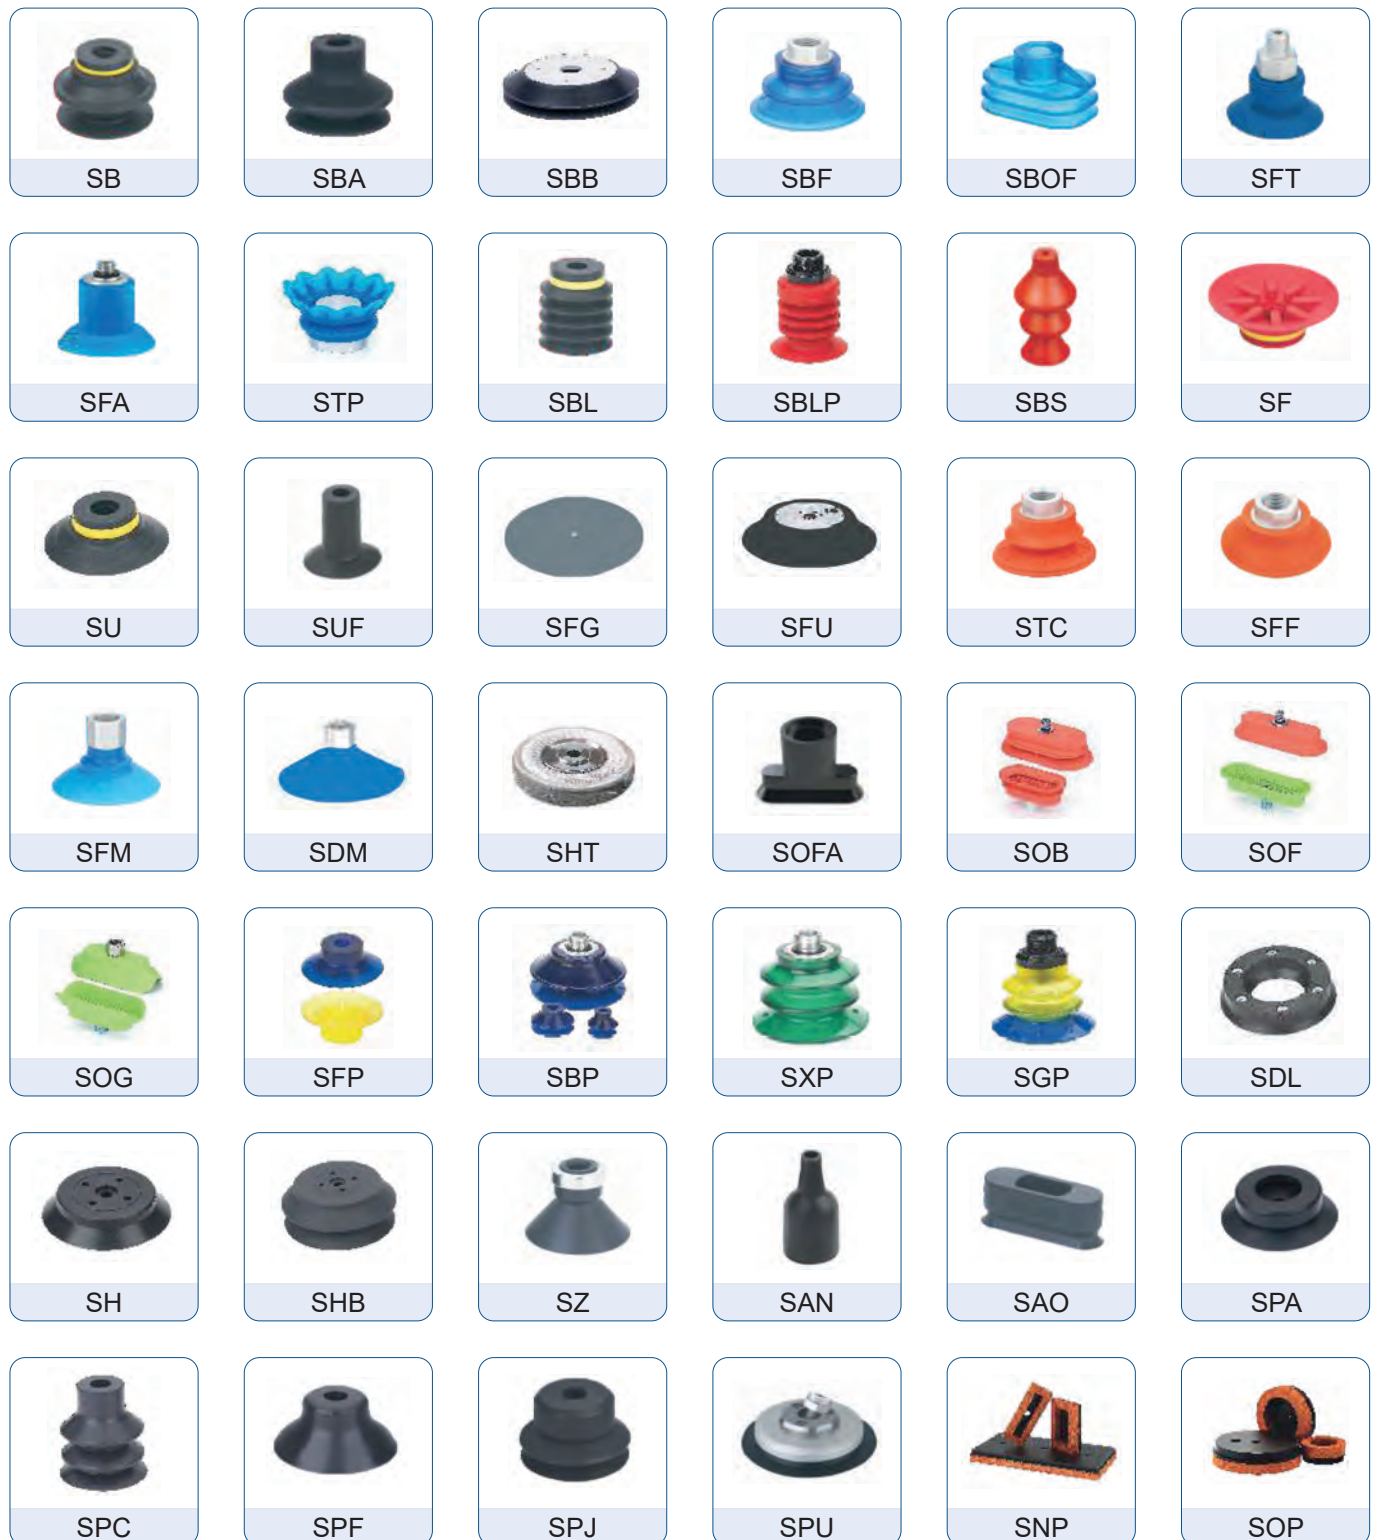 SB SBA SBB SBF SBOF SFT
SFA STP SBL SBLP SBS SF
SU SUF SFG SFU STC SFF
SFM SDM SHT SOFA SOB SOF
SOG SFP SBP SXP SGP SDL
SH SHB SZ SAN SAO SPA
SPC SPF SPJ SPU SNP SOP